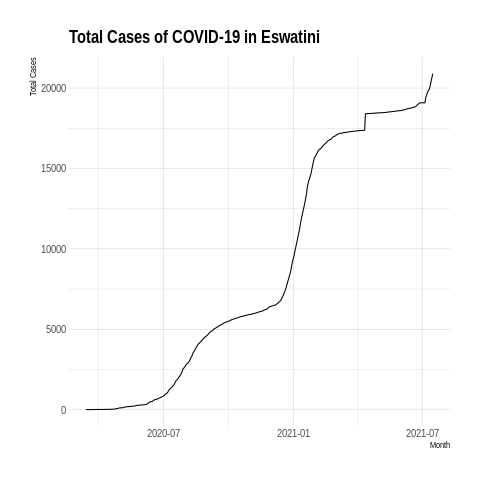 Total Cases of COVID-19 in Eswatini
Total Cases
20000
15000
10000
5000
0
2020-07
2021-01
2021-07
Month